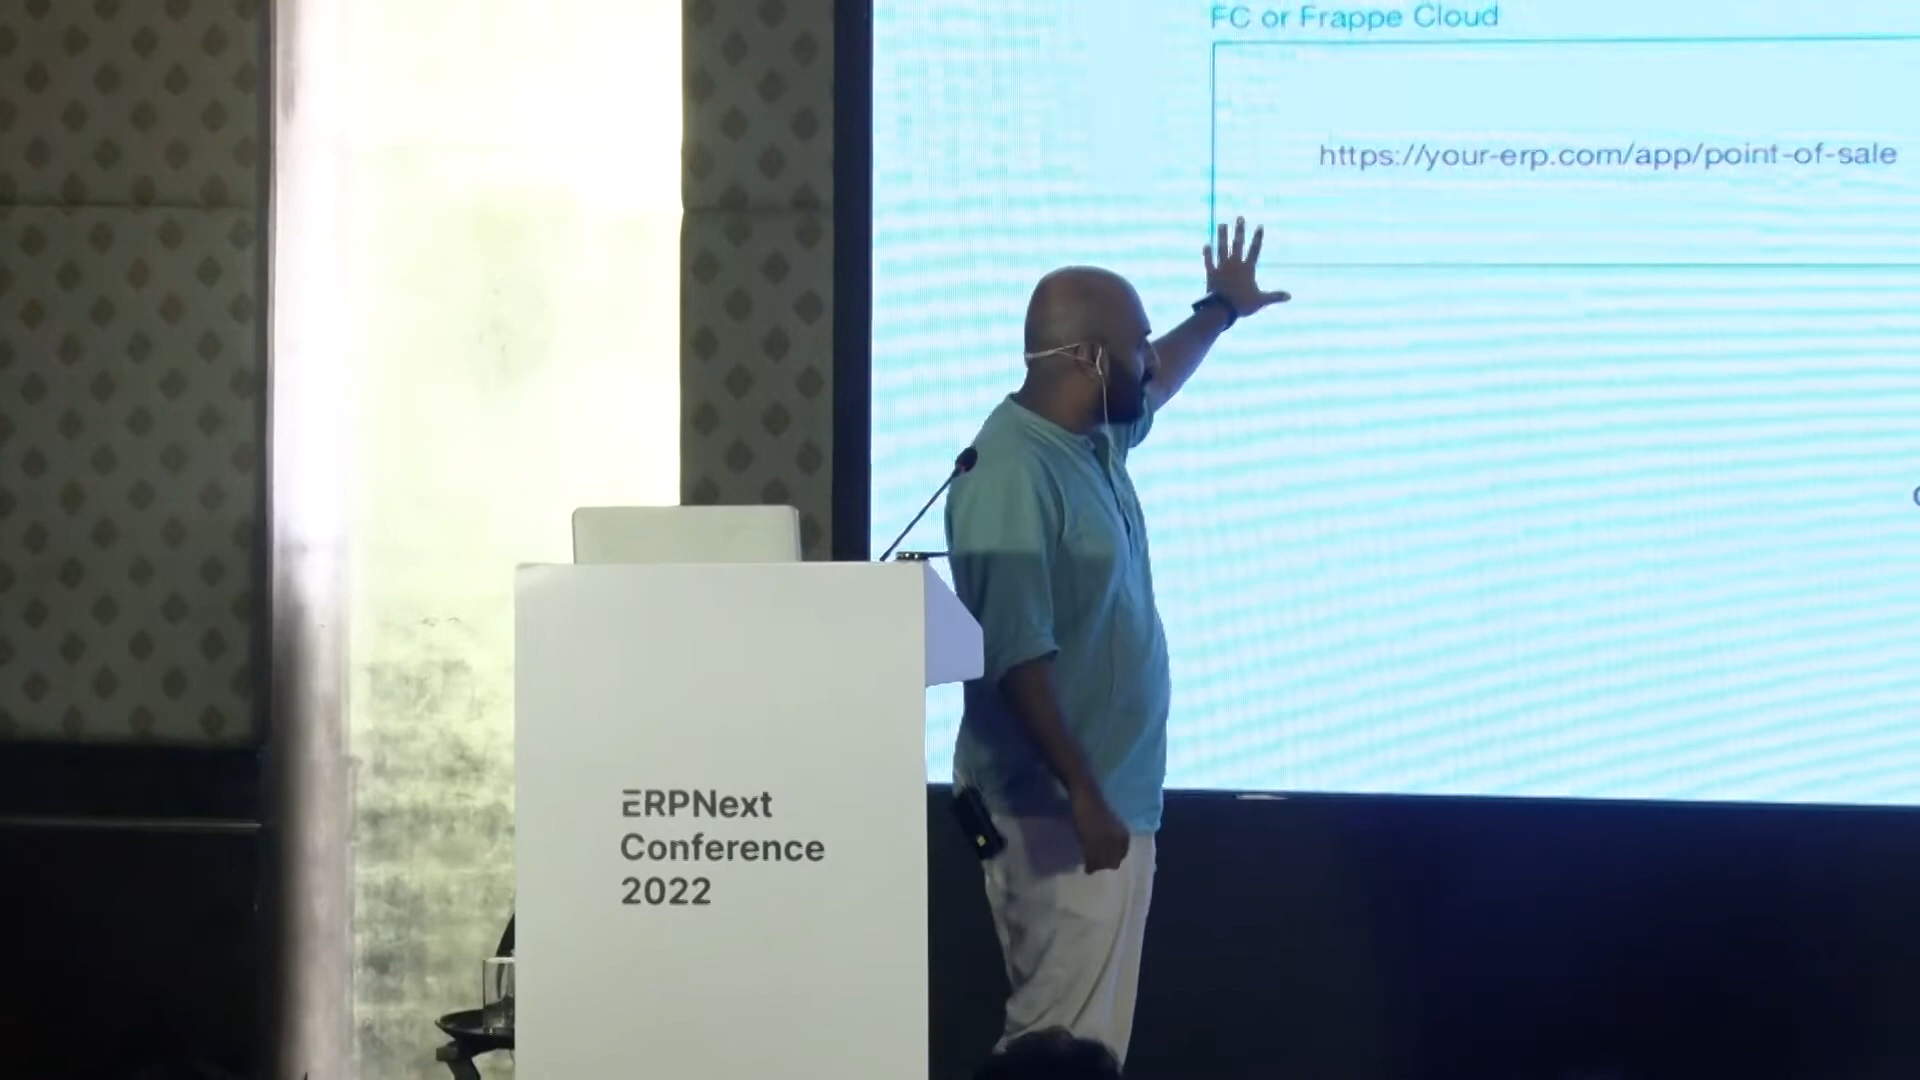 FC or Frappe Cloud
https://your-erp.com/app/point-of-sale
ERPNext
Conference
2022